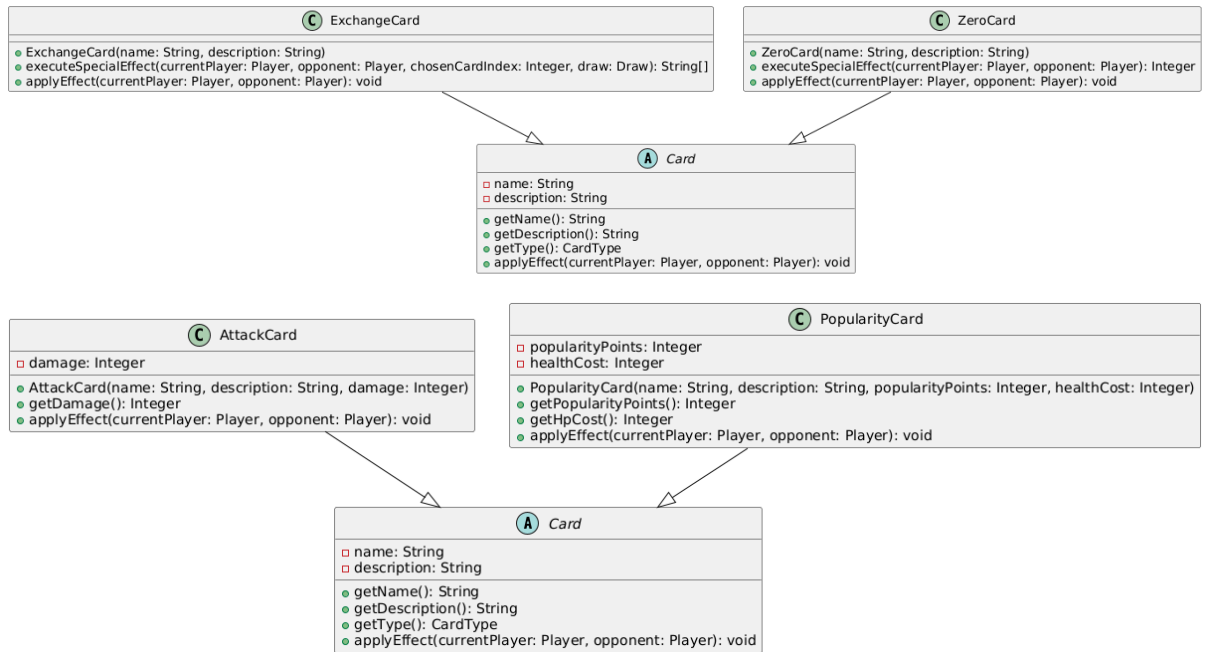 C ExchangeCard
ExchangeCard(name: String, description: String)
executeSpecialEffect(currentPlayer: Player, opponent: Player, chosenCardIndex: Integer, draw: Draw): String[]
applyEffect(currentPlayer: Player, opponent: Player): void
C ZeroCard
ZeroCard(name: String, description: String)
executeSpecialEffect(currentPlayer: Player, opponent: Player): Integer
applyEffect(currentPlayer: Player, opponent: Player): void
A Card
name: String
description: String
getName(): String
getDescription(): String
getType(): CardType
applyEffect(currentPlayer: Player, opponent: Player): void
C AttackCard
damage: Integer
AttackCard(name: String, description: String, damage: Integer)
getDamage(): Integer
applyEffect(currentPlayer: Player, opponent: Player): void
C PopularityCard
popularityPoints: Integer
healthCost: Integer
PopularityCard(name: String, description: String, popularityPoints: Integer, healthCost: Integer)
getPopularityPoints(): Integer
getHpCost(): Integer
applyEffect(currentPlayer: Player, opponent: Player): void
A Card
name: String
description: String
getName(): String
getDescription(): String
getType(): CardType
applyEffect(currentPlayer: Player, opponent: Player): void